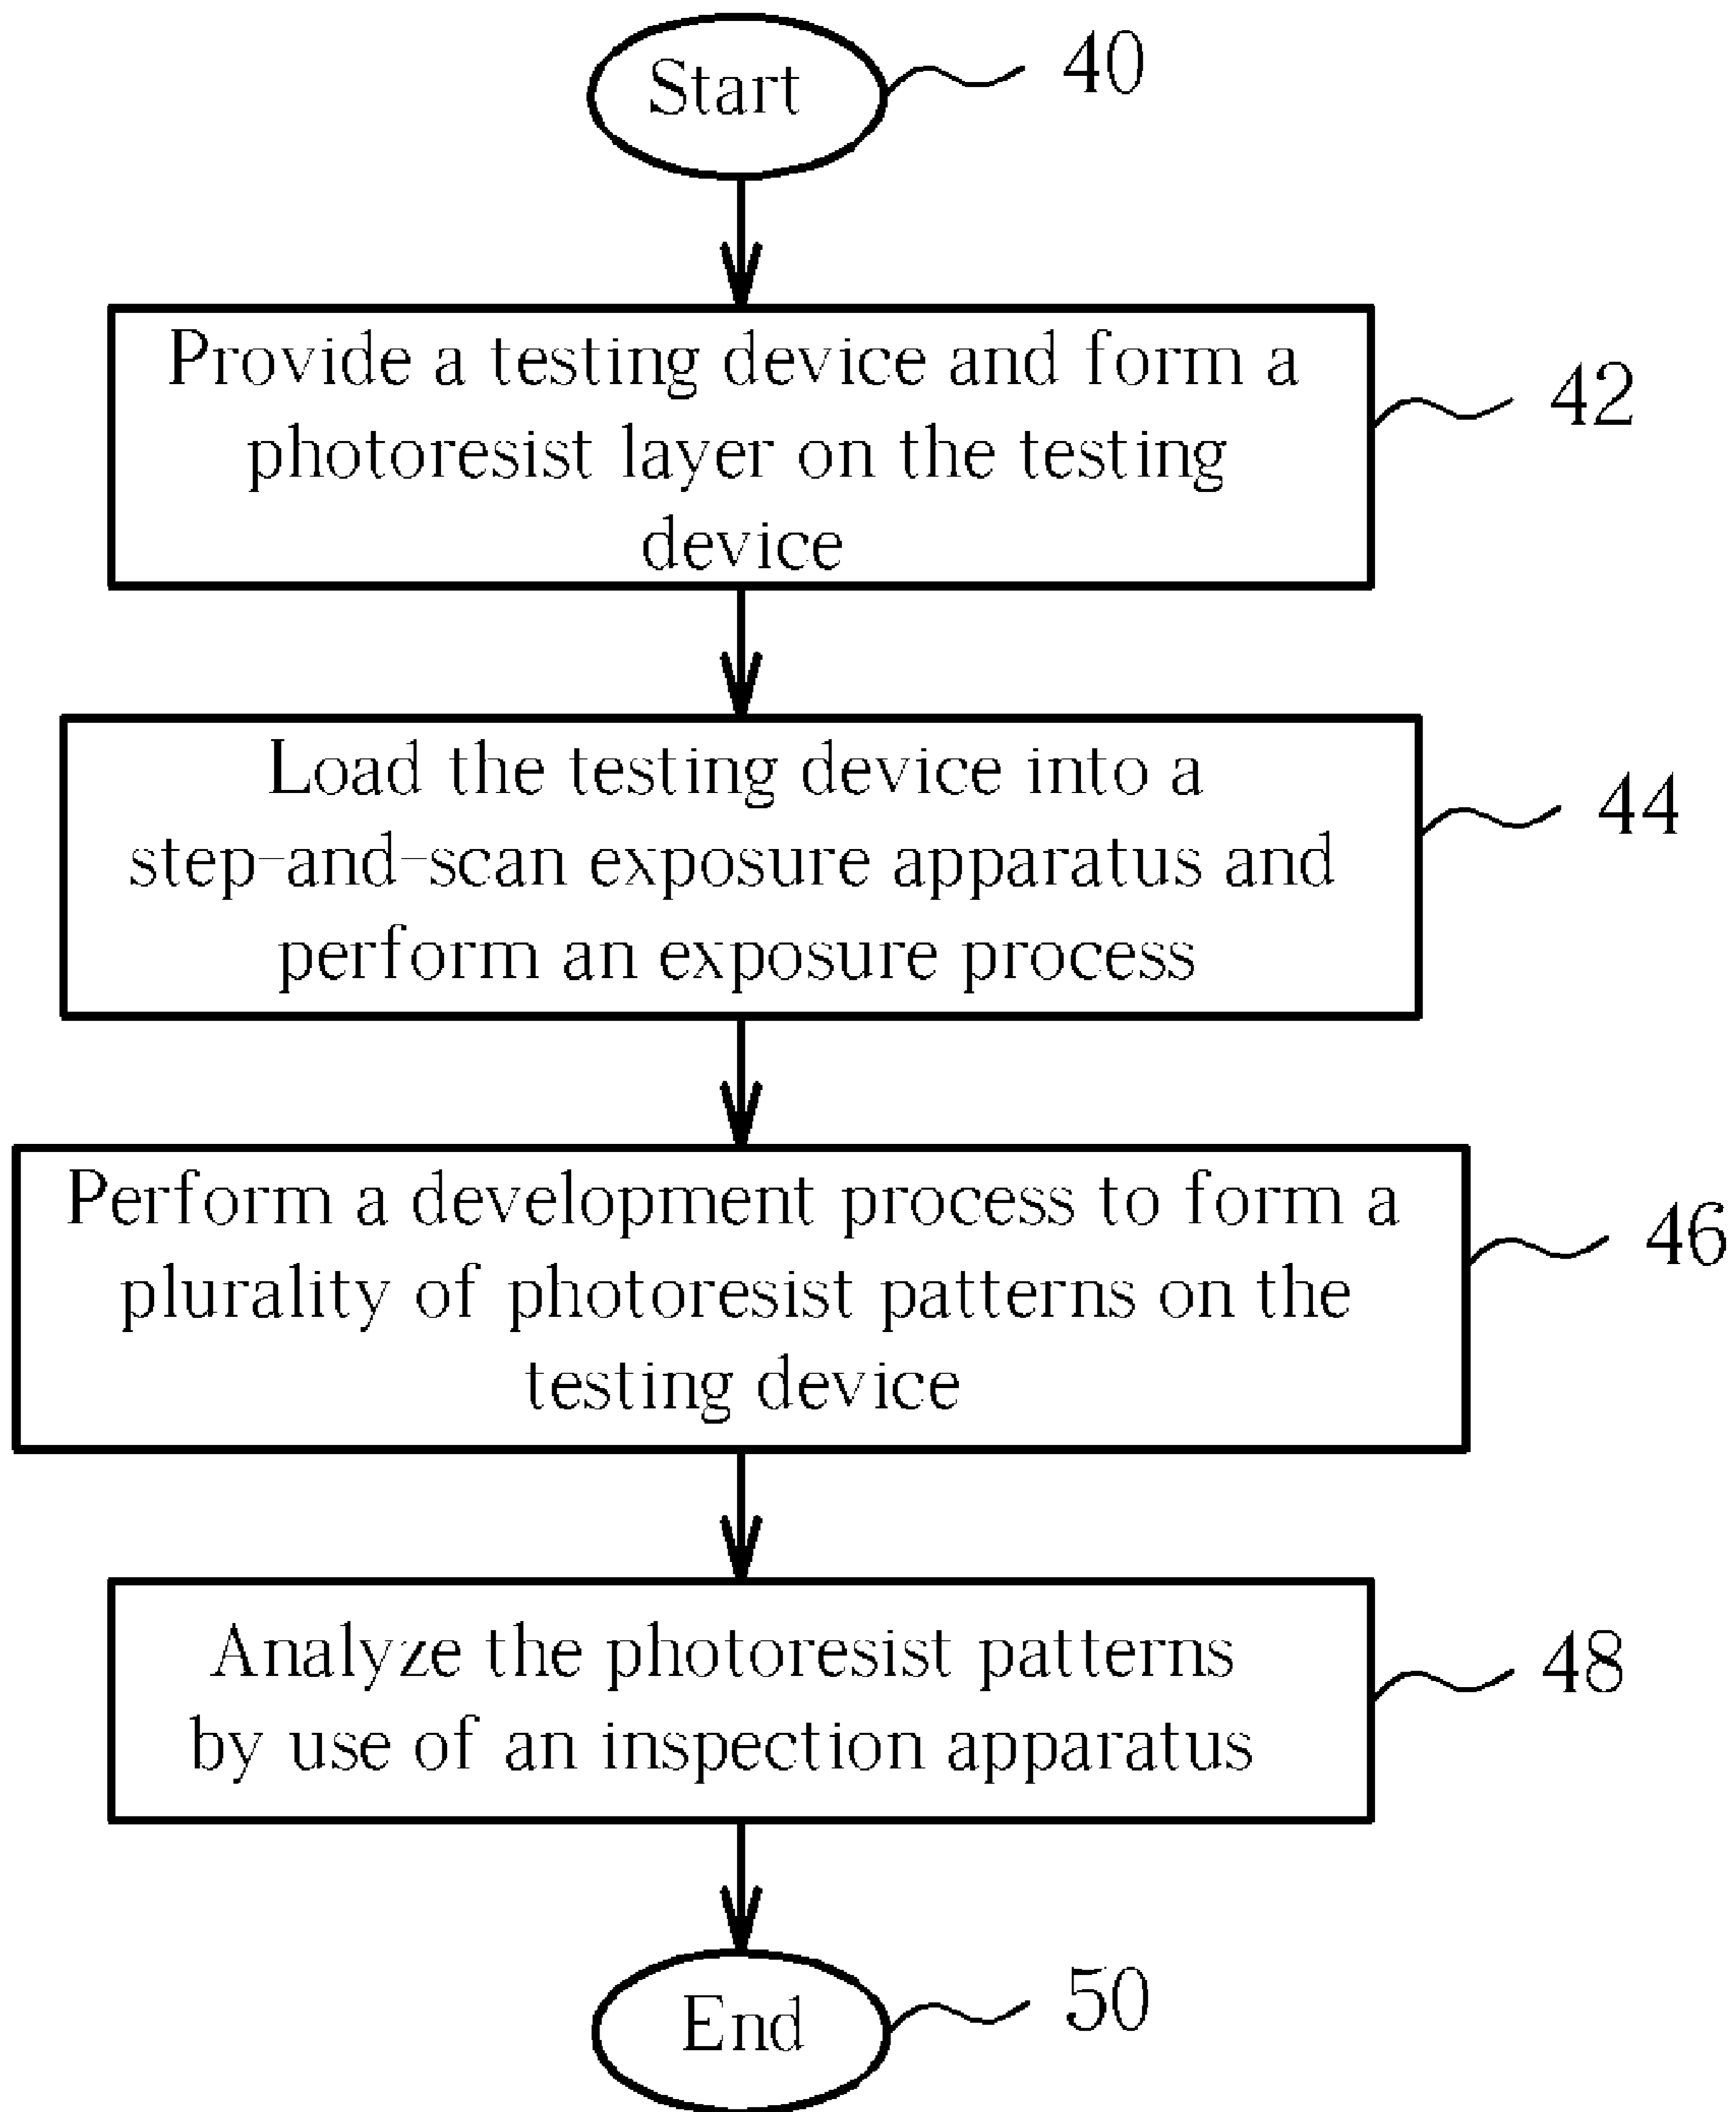 Start
40
Provide a testing device and form a
photoresist layer on the testing
device
42
Load the testing device into a
step-and-scan exposure apparatus and
perform an exposure process
44
Perform a development process to form a
plurality of photoresist patterns on the
testing device
46
Analyze the photoresist patterns
by use of an inspection apparatus
48
End
50